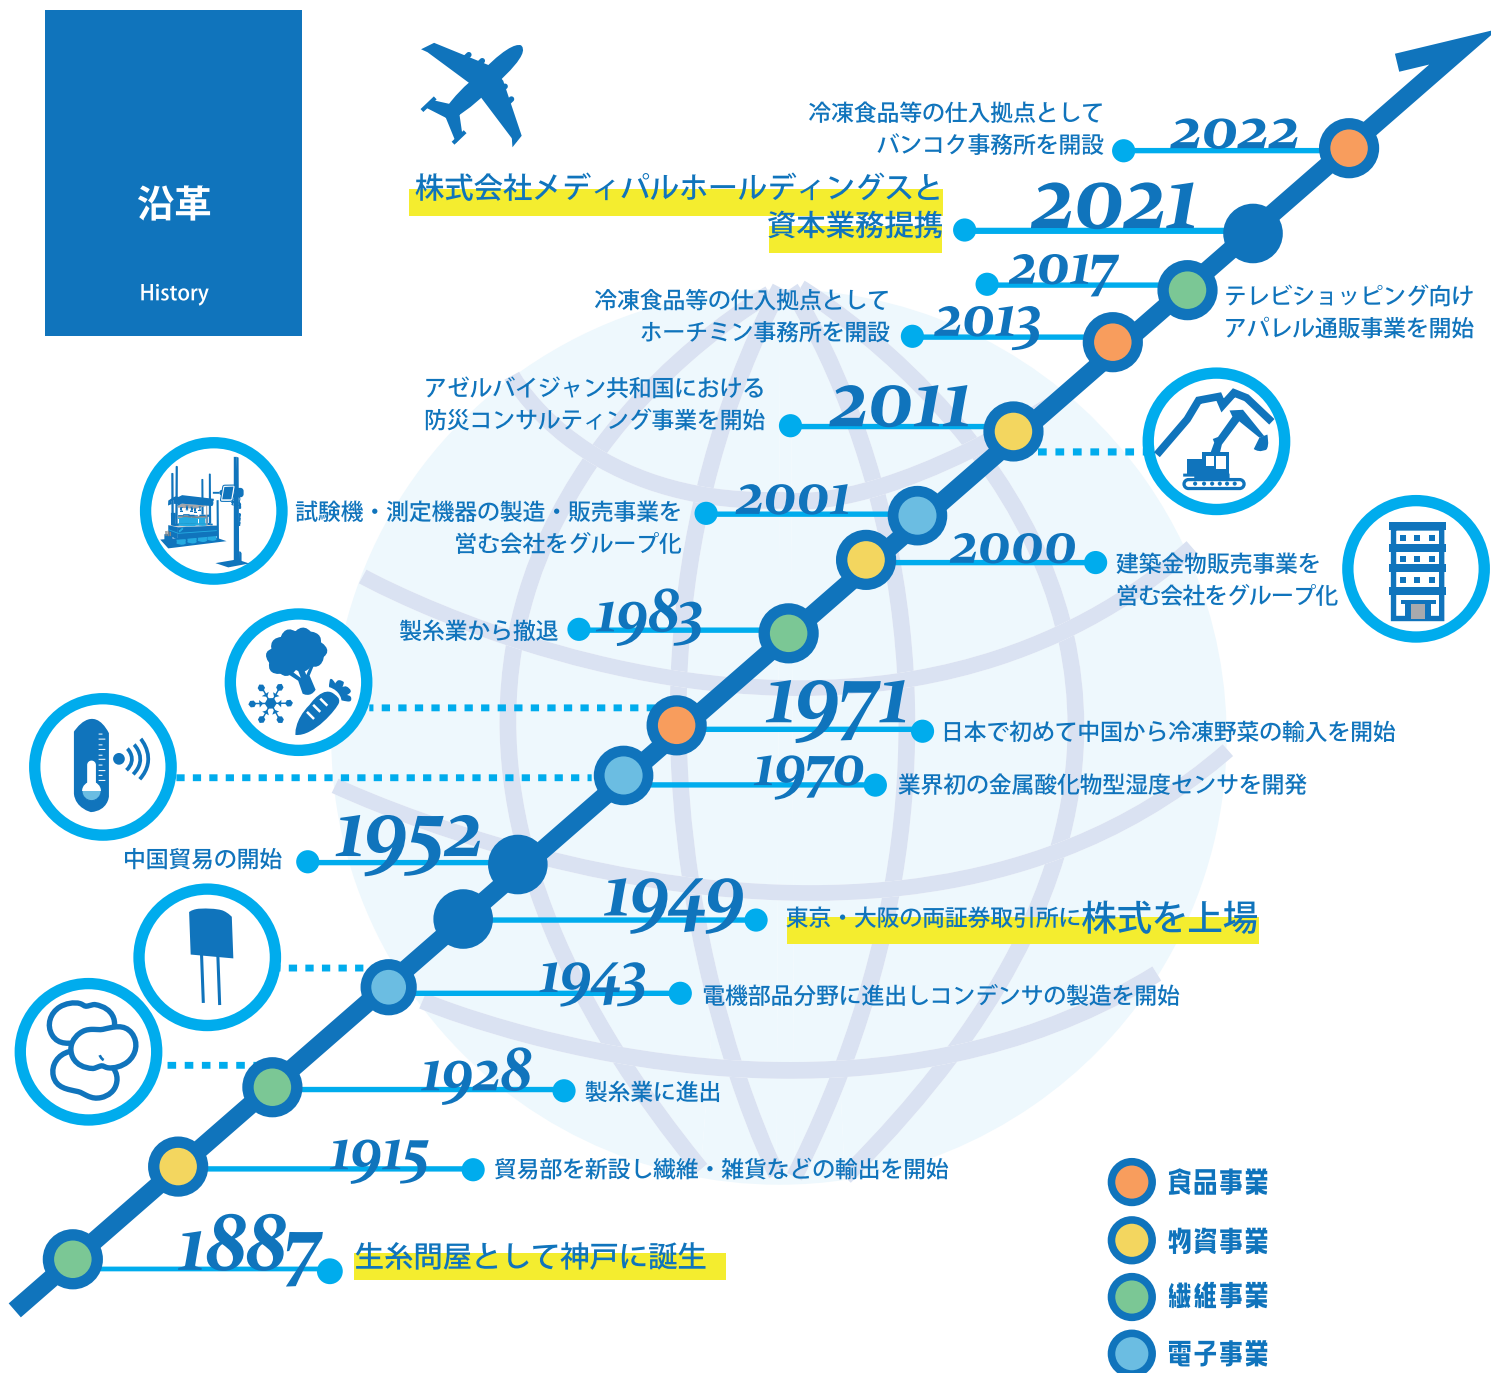 沿革
History
冷凍食品等の仕入拠点として
バンコク事務所を開設
2022
株式会社メディパルホールディングスと
資本業務提携
2021
2017
テレビショッピング向け
アパレル通販事業を開始
冷凍食品等の仕入拠点として
ホーチミン事務所を開設
2013
アゼルバイジャン共和国における
防災コンサルティング事業を開始
2011
試験機・測定機器の製造・販売事業を
営む会社をグループ化
2001
2000
建築金物販売事業を
営む会社をグループ化
製糸業から撤退
1983
1971
日本で初めて中国から冷凍野菜の輸入を開始
1970
業界初の金属酸化物型湿度センサを開発
中国貿易の開始
1952
1949
東京・大阪の両証券取引所に株式を上場
1943
電機部品分野に進出しコンデンサの製造を開始
1928
製糸業に進出
1915
貿易部を新設し繊維・雑貨などの輸出を開始
1887
生糸問屋として神戸に誕生
食品事業
物資事業
繊維事業
電子事業